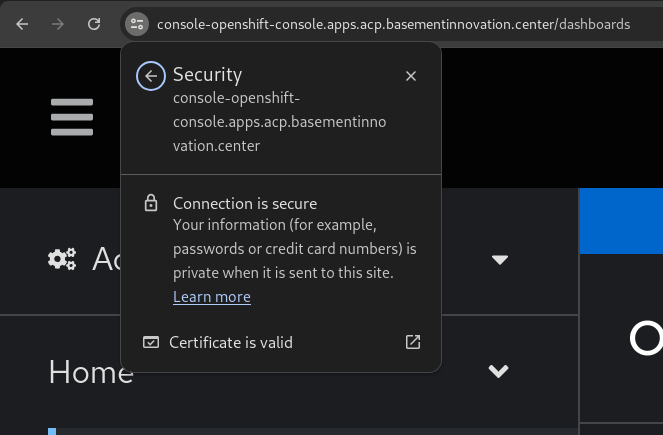 console-openshift-console.apps.acp.basementinnovation.center/dashboards
Security
console-openshift-
console.apps.acp.basementinno
vation.center
Connection is secure
Your information (for example,
passwords or credit card numbers) is
private when it is sent to this site.
Learn more
Certificate is valid
Home